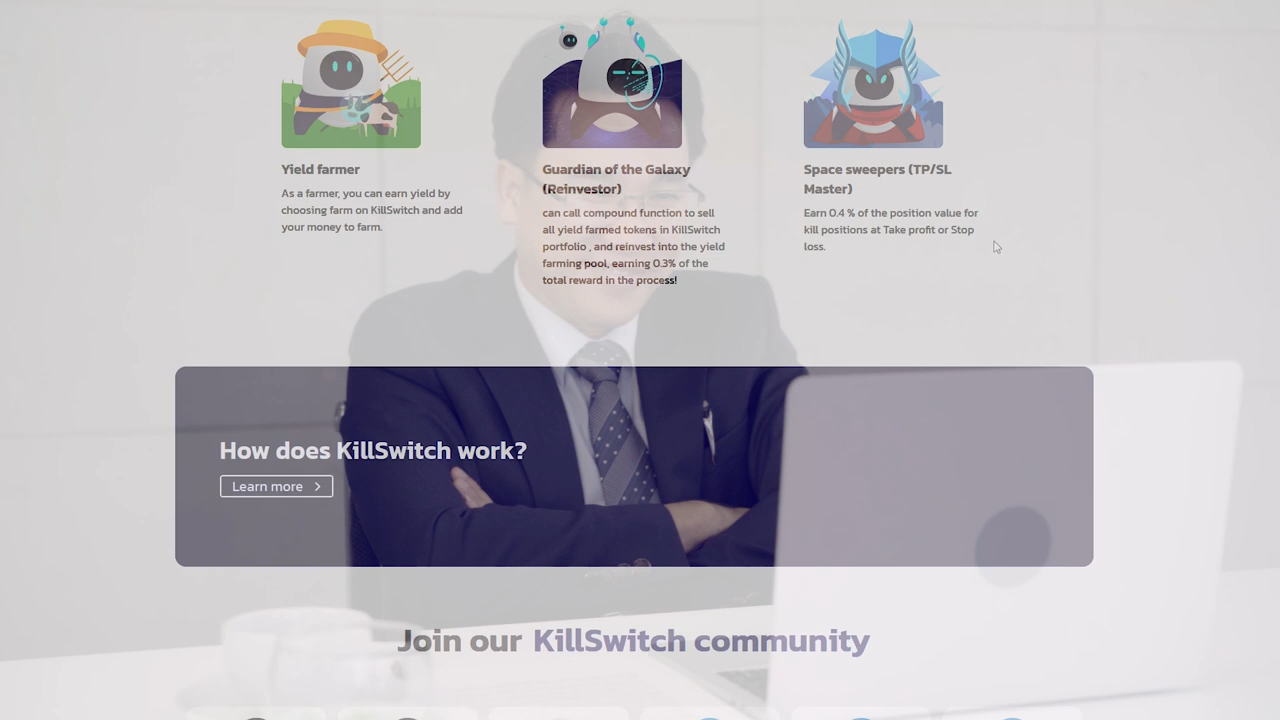 Yield farmer
As a farmer, you can earn yield by
choosing farm on KillSwitch and add
your money to farm.
Guardian of the Galaxy
(Reinvestor)
can call compound function to sell
all yield farmed tokens in KillSwitch
portfolio , and reinvest into the yield
farming pool, earning 0.3% of the
total reward in the process!
Space sweepers (TP/SL
Master)
Earn 0.4 % of the position value for
kill positions at Take profit or Stop
loss.
How does KillSwitch work?
Learn more
Join our KillSwitch community